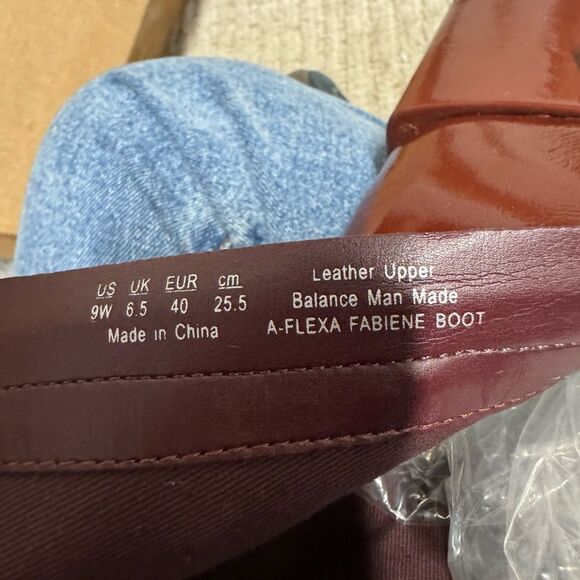 US UK EUR cm
9W 6.5 40 25.5
Made in China
Leather Upper
Balance Man Made
A-FLEXA FABIENE BOOT